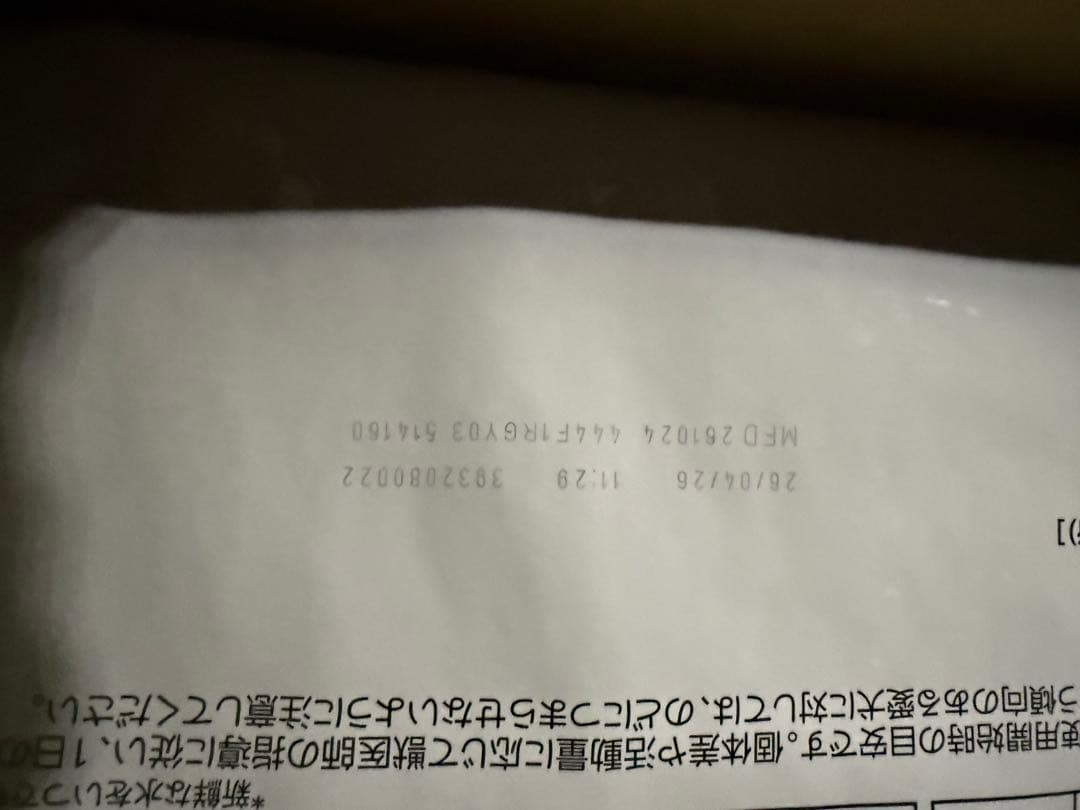 *新鮮な水をいつで
使用開始時の目安です。個体差や活動量に応じて獣医師の指導に従い、1日の
う傾向のある愛犬に対しては、のどにつまらせないように注意してください。
)]
26/04/26 11:29 3932080022
MFD 261024 444F1RGY03 514160